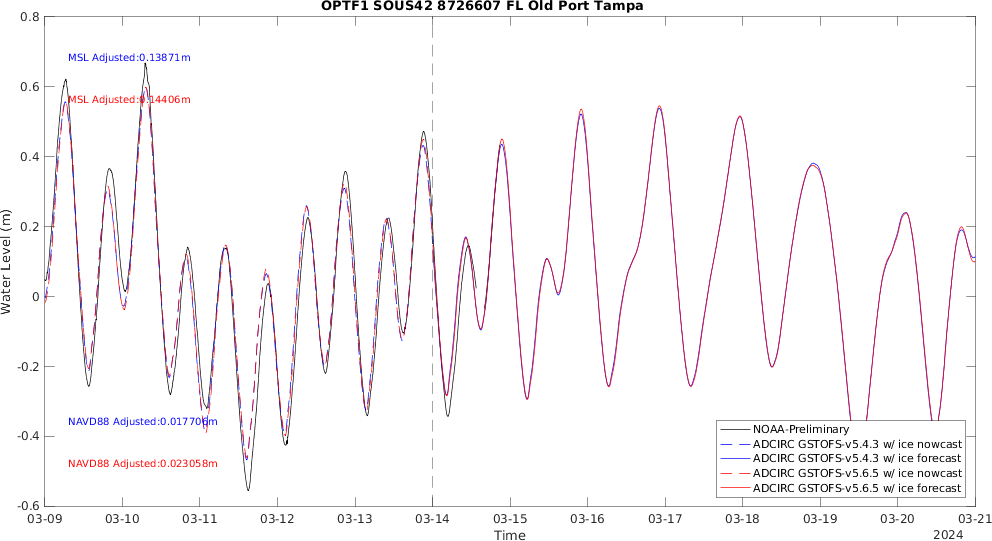 OPTF1 SOUS42 8726607 FL Old Port Tampa
0.8
0.6
0.4
0.2
0
-0.2
-0.4
-0.6
Water Level (m)
MSL Adjusted:0.13871m
MSL Adjusted:0.14406m
NAVD88 Adjusted:0.017706m
NAVD88 Adjusted:0.023058m
NOAA-Preliminary
ADCIRC GSTOFS-v5.4.3 w/ ice nowcast
ADCIRC GSTOFS-v5.4.3 w/ ice forecast
ADCIRC GSTOFS-v5.6.5 w/ ice nowcast
ADCIRC GSTOFS-v5.6.5 w/ ice forecast
03-09 03-10 03-11 03-12 03-13 03-14 03-15 03-16 03-17 03-18 03-19 03-20 03-21
Time
2024